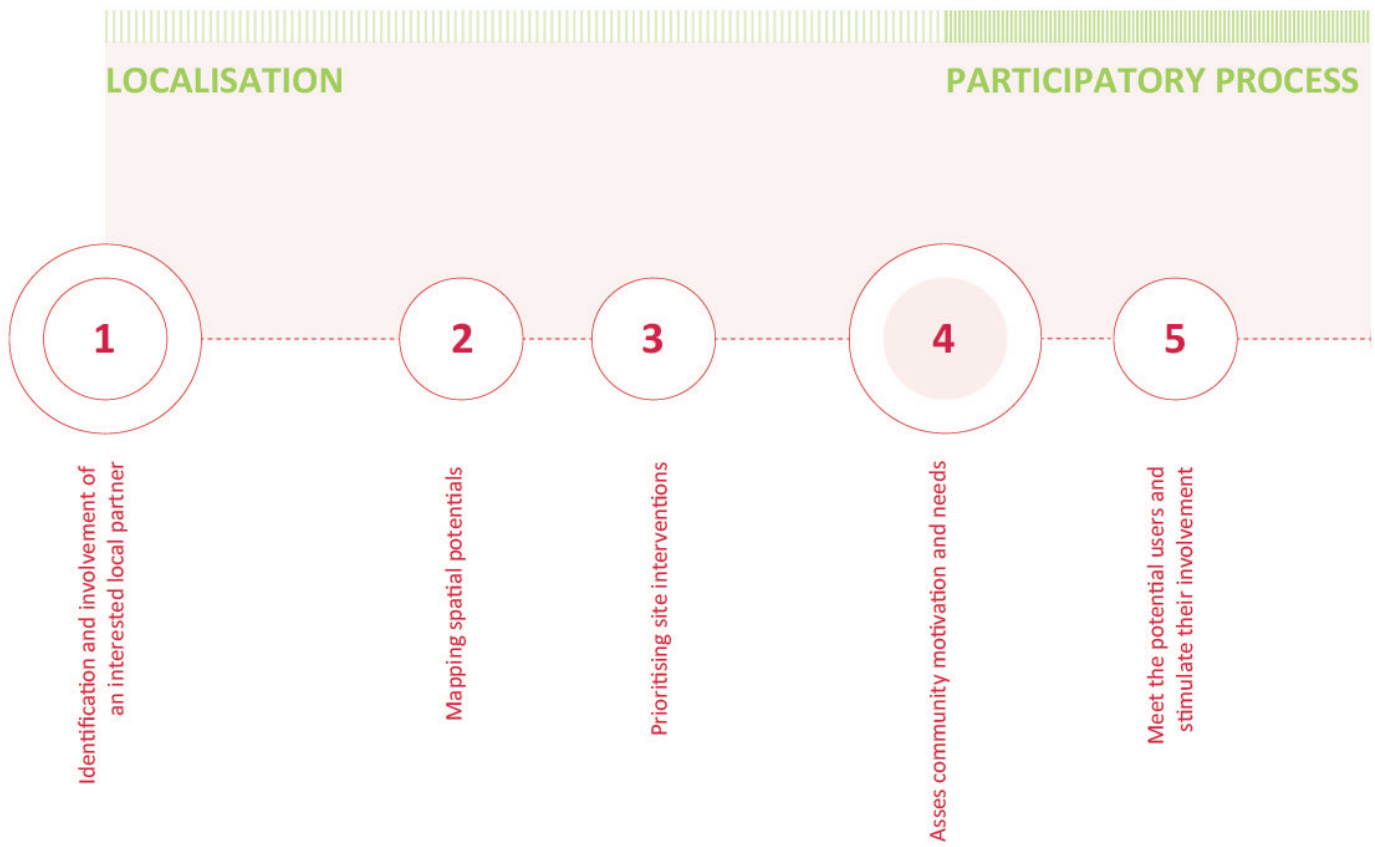 LOCALISATION
PARTICIPATORY PROCESS
1
2
3
4
5
Identification and involvement of
an interested local partner
Mapping spatial potentials
Prioritising site interventions
Asses community motivation and needs
Meet the potential users and
stimulate their involvement